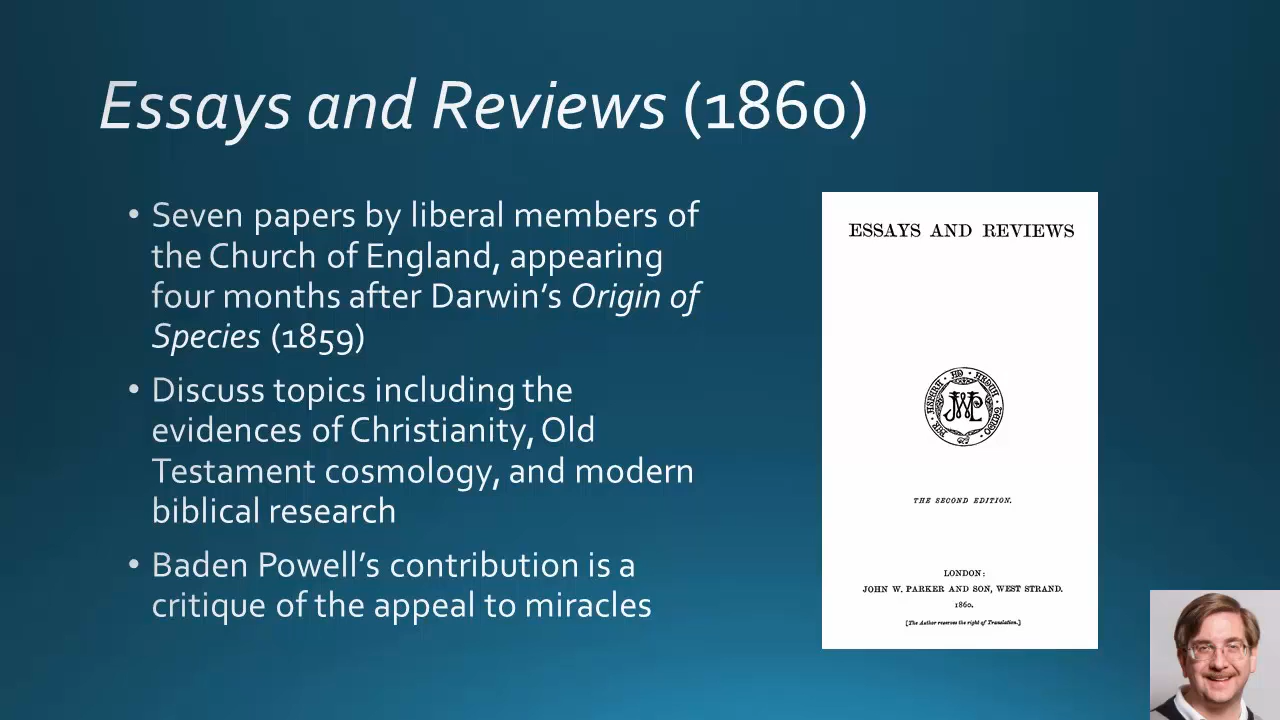 Essays and Reviews (1860)
• Seven papers by liberal members of
the Church of England, appearing
four months after Darwin's Origin of
Species (1859)
• Discuss topics including the
evidences of Christianity, Old
Testament cosmology, and modern
biblical research
• Baden Powell's contribution is a
critique of the appeal to miracles
ESSAYS AND REVIEWS
THE SECOND EDITION.
LONDON:
JOHN W. PARKER AND SON, WEST STRAND.
1860.
[The Author reserves the right of Translation.]